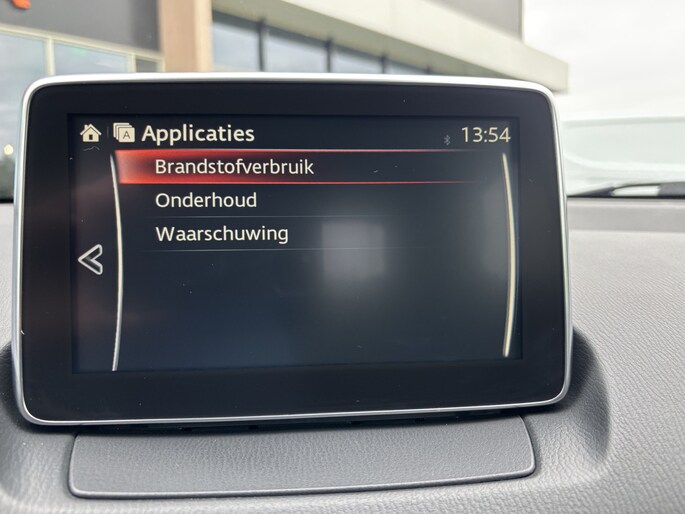 A Applicaties 13:54
Brandstofverbruik
Onderhoud
Waarschuwing